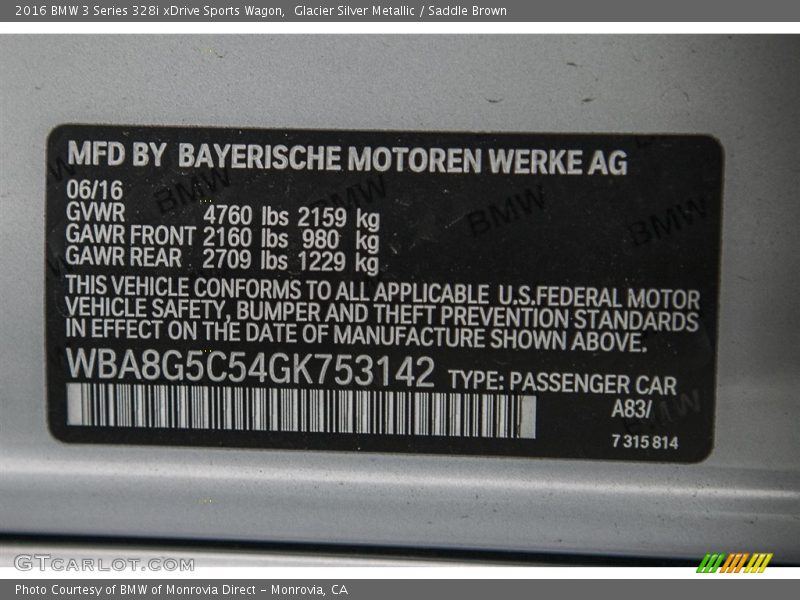 2016 BMW 3 Series 328i xDrive Sports Wagon, Glacier Silver Metallic / Saddle Brown
MFD BY BAYERISCHE MOTOREN WERKE AG
06/16
GVWR 4760 lbs 2159 kg
GAWR FRONT 2160 lbs 980 kg
GAWR REAR 2709 lbs 1229 kg
THIS VEHICLE CONFORMS TO ALL APPLICABLE U.S.FEDERAL MOTOR
VEHICLE SAFETY, BUMPER AND THEFT PREVENTION STANDARDS
IN EFFECT ON THE DATE OF MANUFACTURE SHOWN ABOVE.
WBA8G5C54GK753142 TYPE: PASSENGER CAR
A83/
7 315 814
BMW BMW BMW BMW
GTCARLOT.COM
Photo Courtesy of BMW of Monrovia Direct – Monrovia, CA